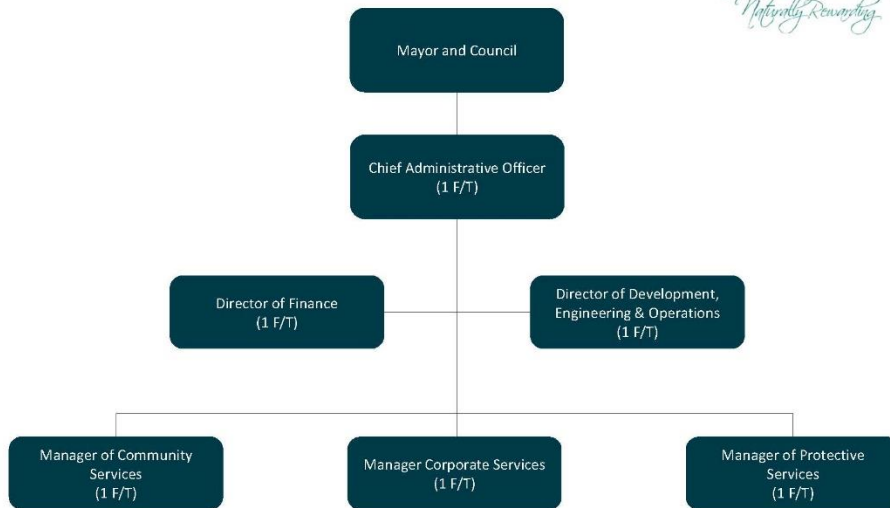 Naturally Rewarding
Mayor and Council
Chief Administrative Officer
(1 F/T)
Director of Finance
(1 F/T)
Director of Development,
Engineering & Operations
(1 F/T)
Manager of Community
Services
(1 F/T)
Manager Corporate Services
(1 F/T)
Manager of Protective
Services
(1 F/T)